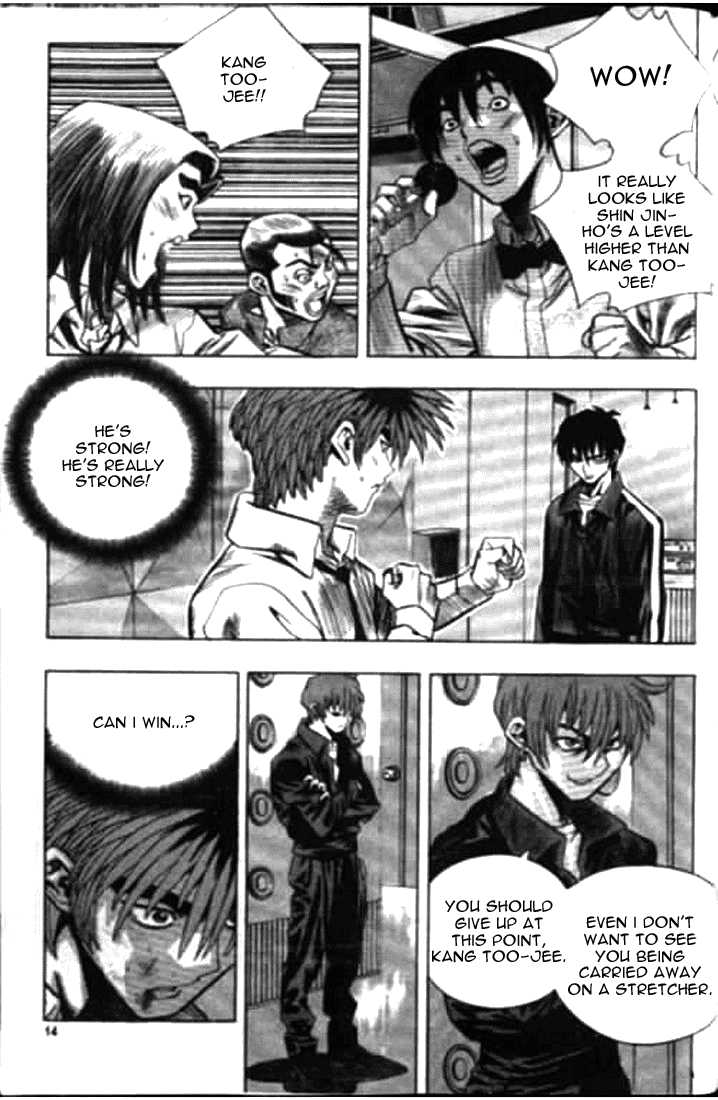 KANG
TOO-
JEE!!
WOW!
IT REALLY
LOOKS LIKE
SHIN JIN-
HO'S A LEVEL
HIGHER THAN
KANG TOO-
JEE!
HE'S
STRONG!
HE'S REALLY
STRONG!
CAN I WIN...?
YOU SHOULD
GIVE UP AT
THIS POINT,
KANG TOO-JEE.
EVEN I DON'T
WANT TO SEE
YOU BEING
CARRIED AWAY
ON A STRETCHER.
14